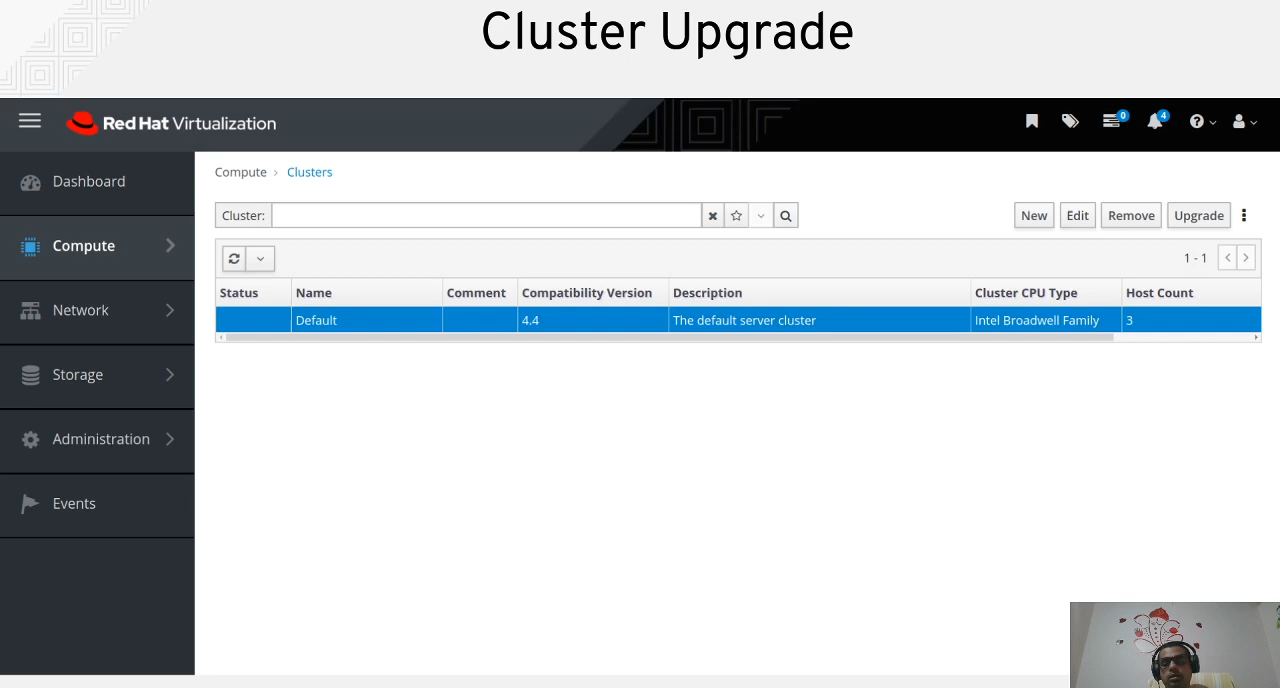 Cluster Upgrade
Red Hat Virtualization
0
4
Dashboard
Compute
Network
Storage
Administration
Events
Compute > Clusters
Cluster:
New Edit Remove Upgrade
1 - 1
Status Name Comment Compatibility Version Description Cluster CPU Type Host Count
Default 4.4 The default server cluster Intel Broadwell Family 3